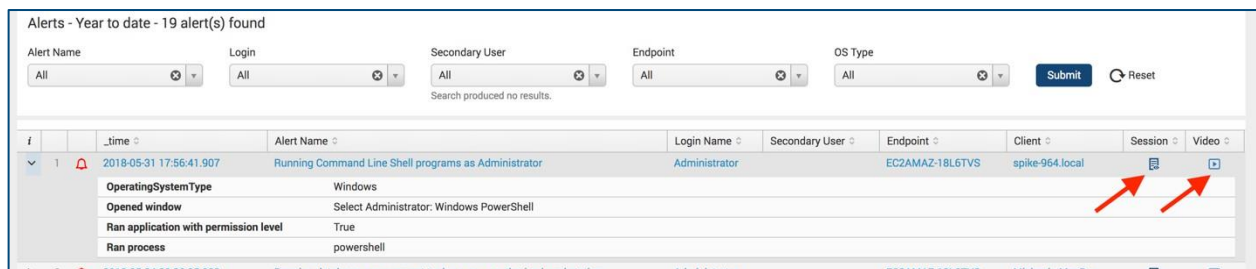 Alerts - Year to date - 19 alert(s) found
Alert Name Login Secondary User Endpoint OS Type
All All All All All Submit Reset
Search produced no results.
i _time Alert Name Login Name Secondary User Endpoint Client Session Video
1 2018-05-31 17:56:41.907 Running Command Line Shell programs as Administrator Administrator EC2AMAZ-18L6TVS spike-964.local
OperatingSystemType Windows
Opened window Select Administrator: Windows PowerShell
Ran application with permission level True
Ran process powershell